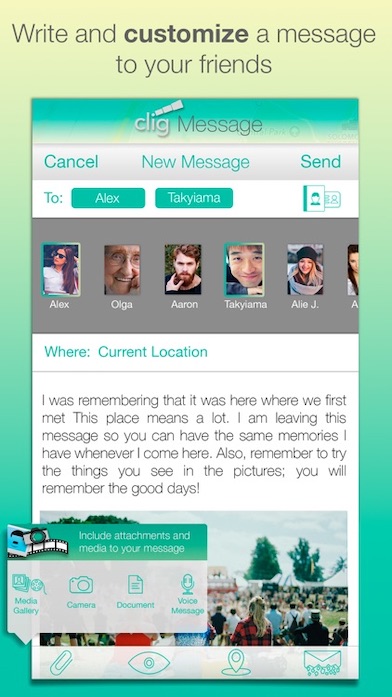 Write and customize a message
to your friends
clig Message
Cancel New Message Send
To: Alex Takyiama
Alex Olga Aaron Takyiama Alie J. A
Where: Current Location
I was remembering that it was here where we first
met This place means a lot. I am leaving this
message so you can have the same memories I
have whenever I come here. Also, remember to try
the things you see in the pictures; you will
remember the good days!
Include attachments and
media to your message
Media
Gallery
Camera
Document
Voice
Message